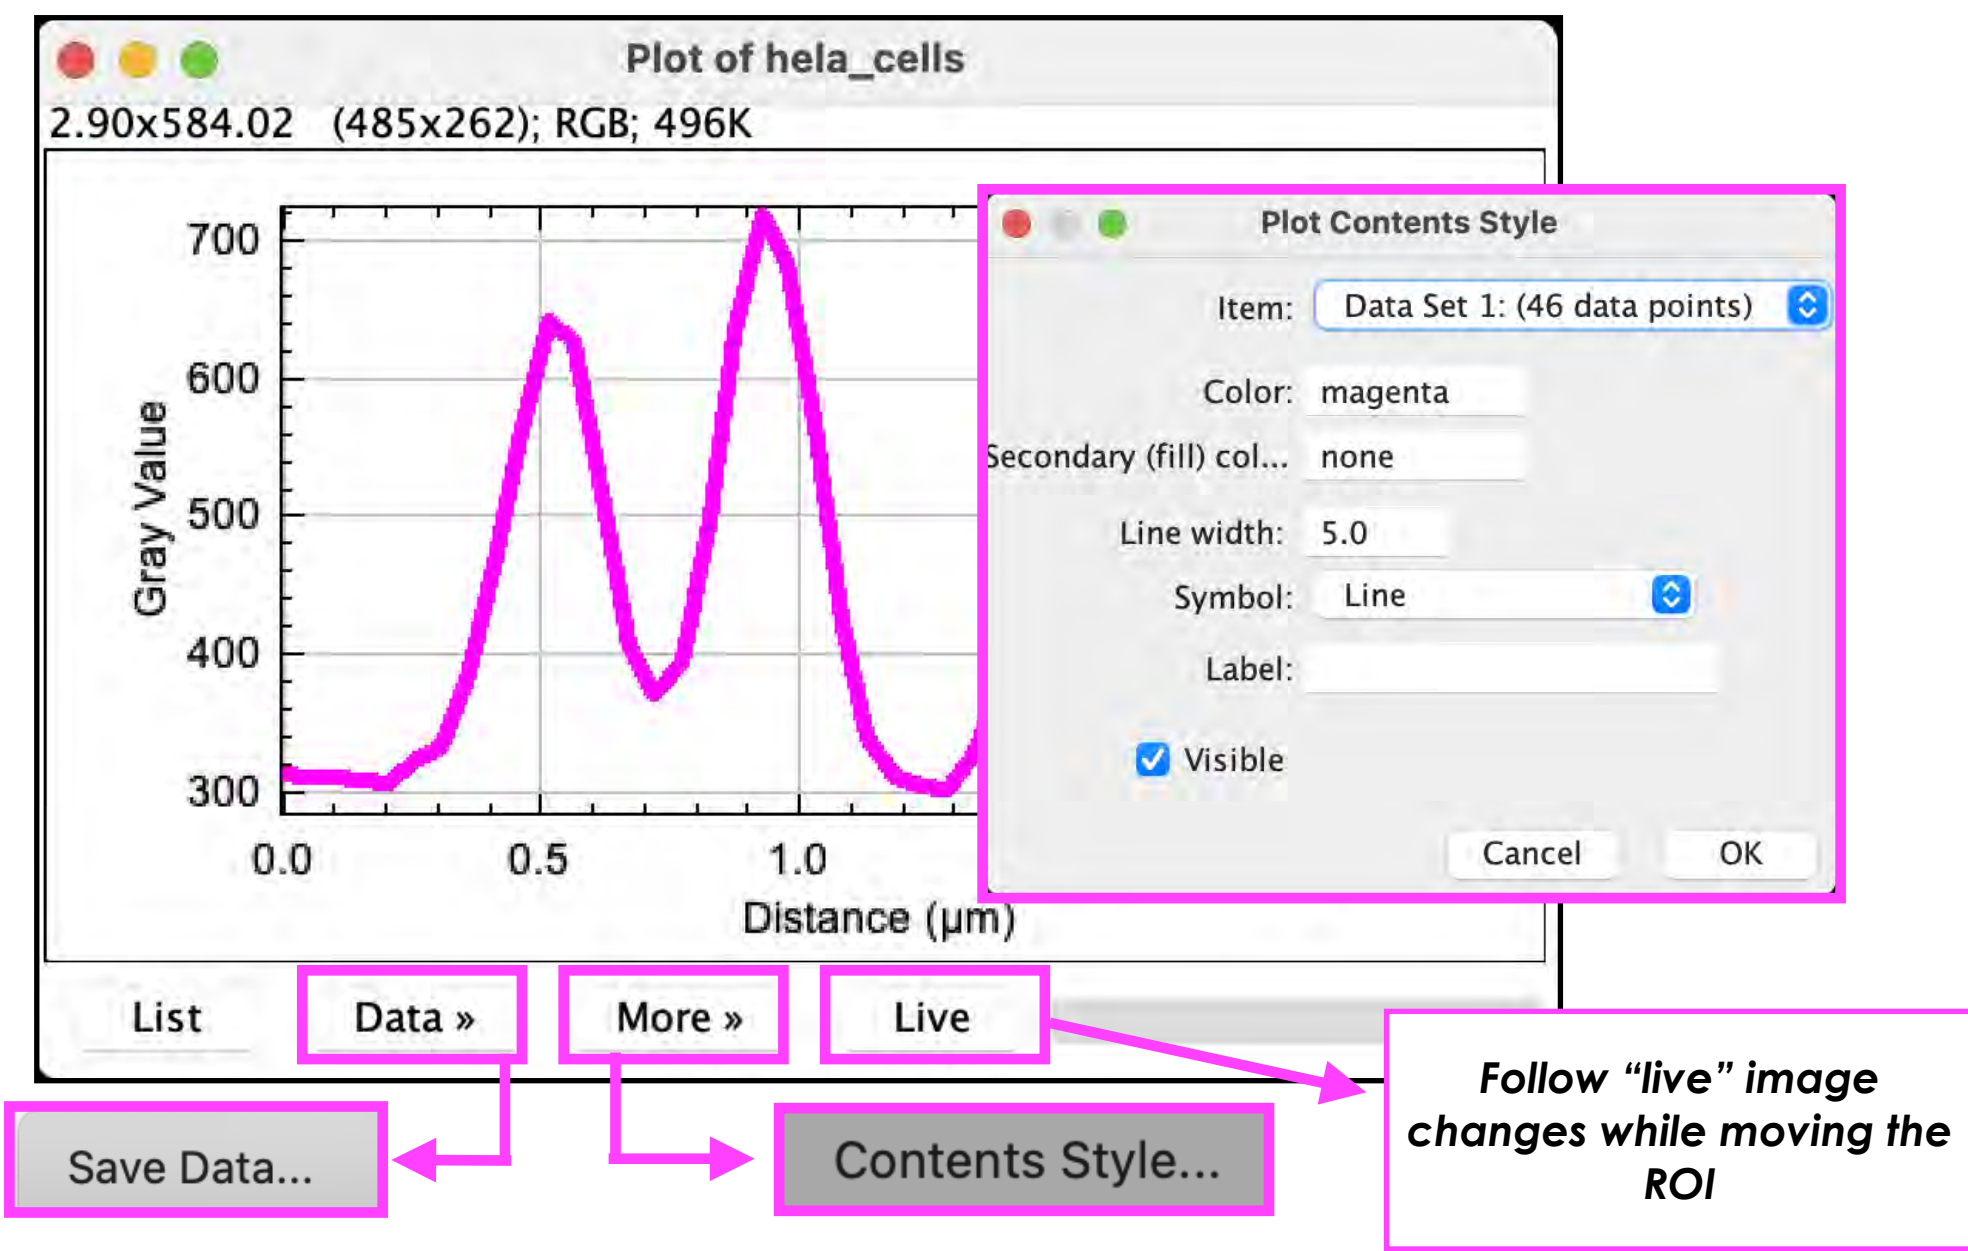 Plot of hela_cells
2.90x584.02 (485x262); RGB; 496K
700
600
500
400
300
Gray Value
0.0 0.5 1.0
Distance (µm)
Plot Contents Style
Item: Data Set 1: (46 data points)
Color: magenta
Secondary (fill) col... none
Line width: 5.0
Symbol: Line
Label:
Visible
Cancel OK
List Data » More » Live
Save Data...
Contents Style...
Follow “live” image
changes while moving the
ROI